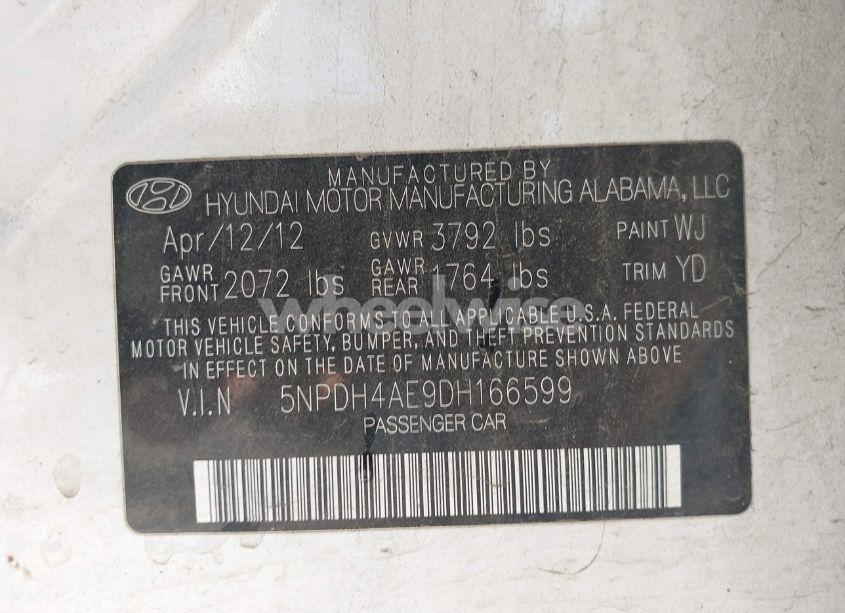 MANUFACTURED BY
HYUNDAI MOTOR MANUFACTURING ALABAMA, LLC
Apr/12/12 GVWR 3792 lbs PAINT WJ
GAWR FRONT 2072 lbs GAWR REAR 1764 lbs TRIM YD
wheelwise
THIS VEHICLE CONFORMS TO ALL APPLICABLE U.S.A. FEDERAL
MOTOR VEHICLE SAFETY, BUMPER, AND THEFT PREVENTION STANDARDS
IN EFFECT ON THE DATE OF MANUFACTURE SHOWN ABOVE
V.I.N 5NPDH4AE9DH166599
PASSENGER CAR